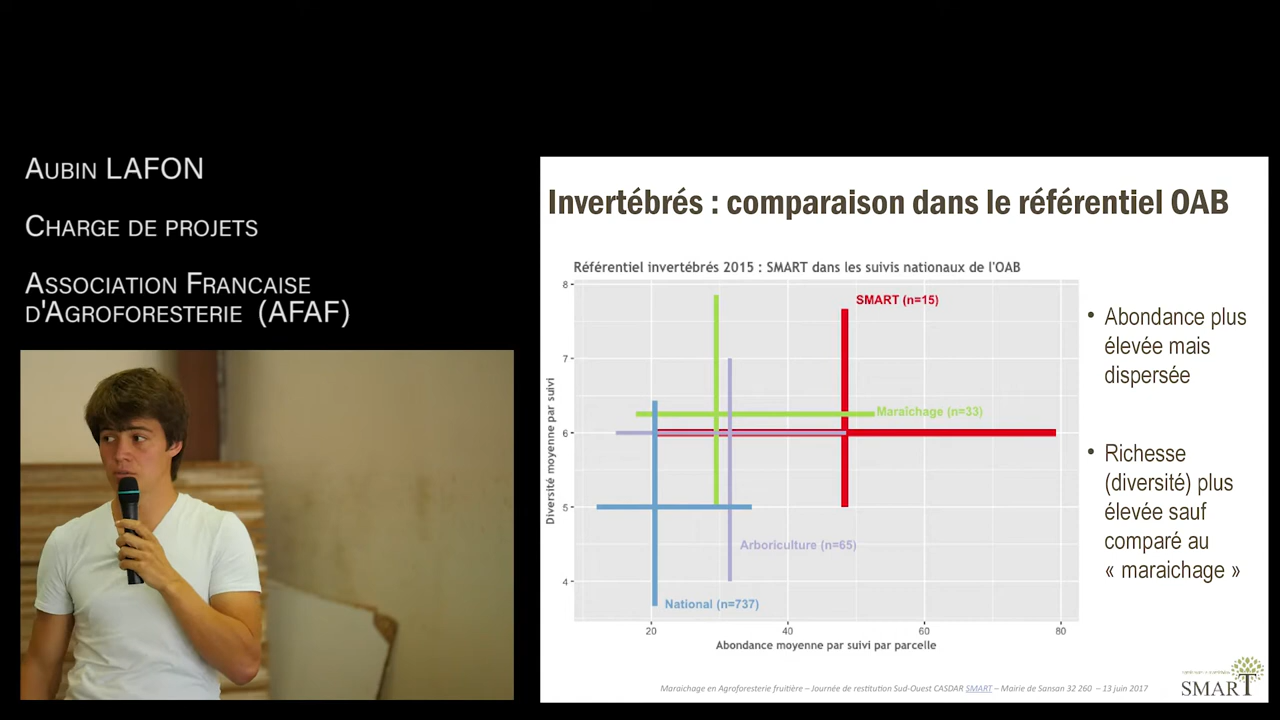 AUBIN LAFON
CHARGE DE PROJETS
ASSOCIATION FRANCAISE
D'AGROFORESTERIE (AFAF)
Invertébrés : comparaison dans le référentiel OAB
Référentiel invertébrés 2015 : SMART dans les suivis nationaux de l'OAB
Diversité moyenne par suivi
8
7
6
5
4
SMART (n=15)
Maraîchage (n=33)
Arboriculture (n=65)
National (n=737)
20
40
60
80
Abondance moyenne par suivi par parcelle
• Abondance plus
élevée mais
dispersée
• Richesse
(diversité) plus
élevée sauf
comparé au
« maraichage »
Maraichage en Agroforesterie fruitière – Journée de restitution Sud-Ouest CASDAR SMART – Mairie de Sansan 32 260 – 13 juin 2017
SMART